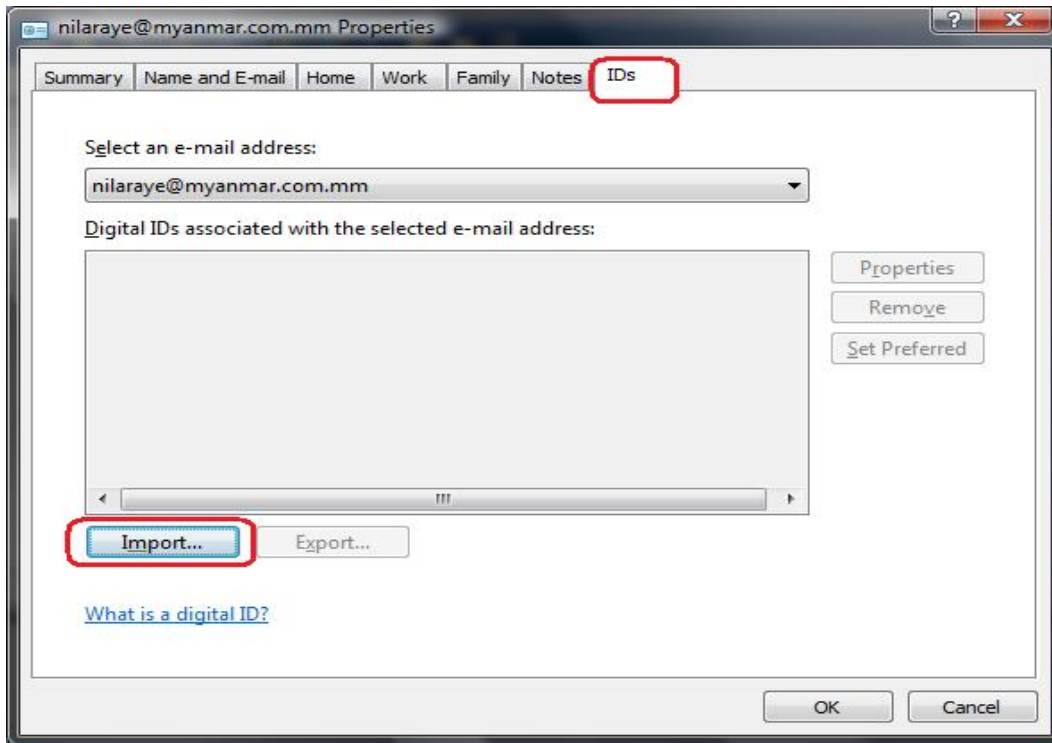 nilaraye@myanmar.com.mm Properties
Summary Name and E-mail Home Work Family Notes IDs
Select an e-mail address:
nilaraye@myanmar.com.mm
Digital IDs associated with the selected e-mail address:
Properties
Remove
Set Preferred
Import... Export...
What is a digital ID?
OK Cancel